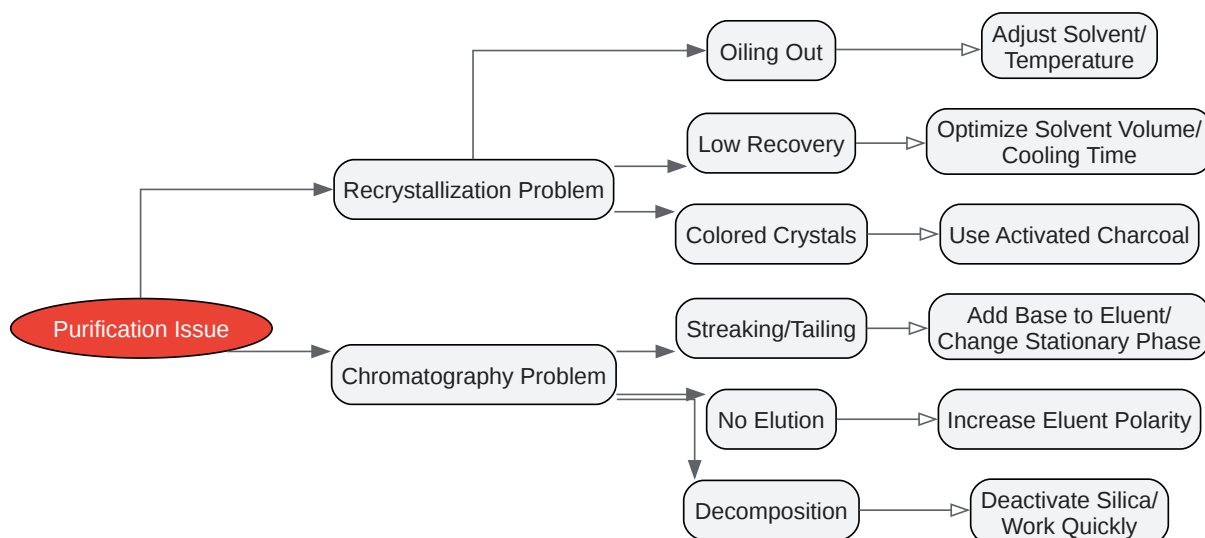 Purification Issue
Recrystallization Problem
Oiling Out
Adjust Solvent/
Temperature
Low Recovery
Optimize Solvent Volume/
Cooling Time
Colored Crystals
Use Activated Charcoal
Chromatography Problem
Streaking/Tailing
Add Base to Eluent/
Change Stationary Phase
No Elution
Increase Eluent Polarity
Decomposition
Deactivate Silica/
Work Quickly